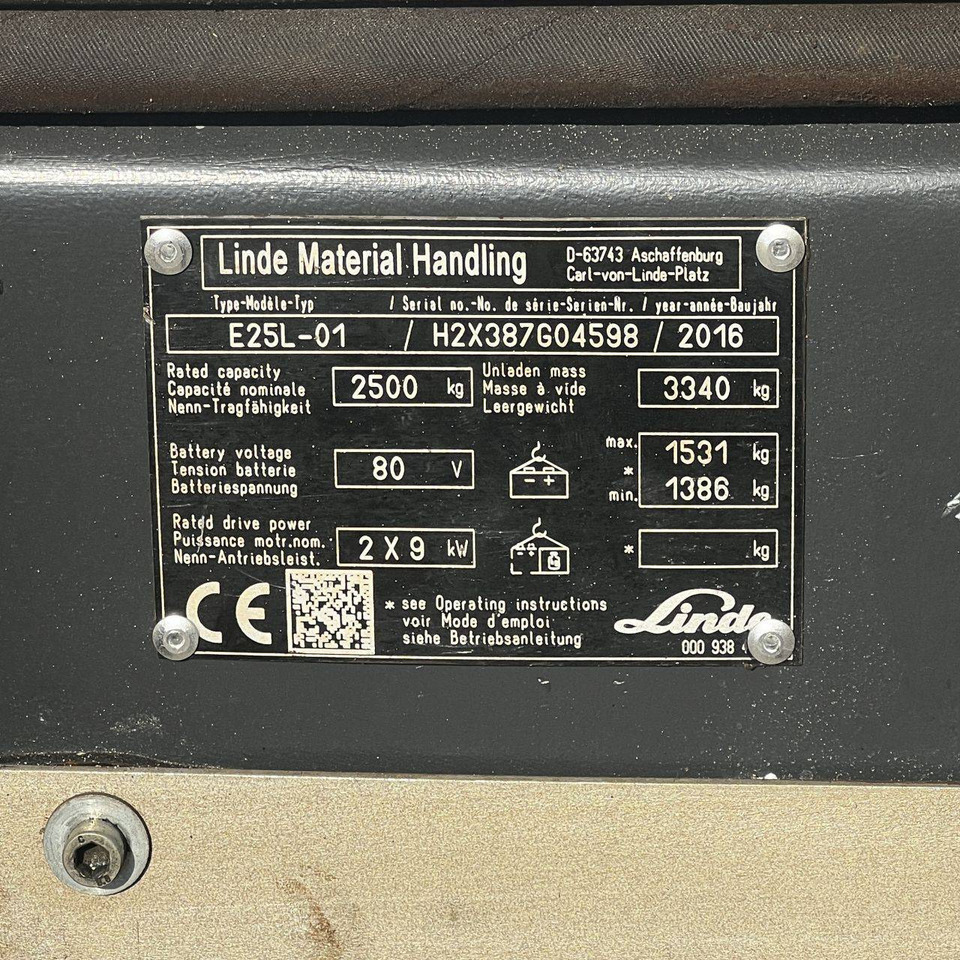 Linde Material Handling
D-63743 Aschaffenburg
Carl-von-Linde-Platz
Type-Modèle-Typ / Serial no.-No. de série-Serien-Nr. / year-année-Baujahr
E25L-01 / H2X387G04598 / 2016
Rated capacity
Capacité nominale
Nenn-Tragfähigkeit
2500 kg
Unladen mass
Masse à vide
Leergewicht
3340 kg
Battery voltage
Tension batterie
Batteriespannung
80 V
- +
max. 1531 kg
*
min. 1386 kg
Rated drive power
Puissance motr.nom.
Nenn-Antriebsleist.
2 X 9 kW
* kg
CE
* see Operating instructions
voir Mode d'emploi
siehe Betriebsanleitung
Linde
000 938